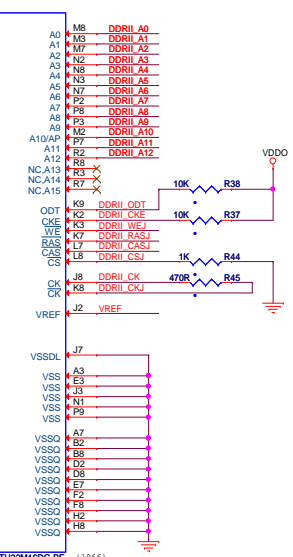 A0 M8 DDRII_A0
A1 M3 DDRII_A1
A2 M7 DDRII_A2
A3 N2 DDRII_A3
A4 N8 DDRII_A4
A5 N3 DDRII_A5
A6 N7 DDRII_A6
A7 P2 DDRII_A7
A8 P8 DDRII_A8
A9 P3 DDRII_A9
A10/AP M2 DDRII_A10
A11 P7 DDRII_A11
A12 R2 DDRII_A12
NC,A13 R8
NC,A14 R3
NC,A15 R7
VDDO
10K R38
ODT K9 DDRII_ODT
CKE K2 DDRII_CKE 10K R37
WE K3 DDRII_WEJ
RAS K7 DDRII_RASJ
CAS L7 DDRII_CASJ
CS L8 DDRII_CSJ 1K R44
CK J8 DDRII_CK 470R R45
CK K8 DDRII_CKJ
VREF J2 VREF
VSSDL J7
VSS A3
VSS E3
VSS J3
VSS N1
VSS P9
VSSQ A7
VSSQ B2
VSSQ B8
VSSQ D2
VSSQ D8
VSSQ E7
VSSQ F2
VSSQ F8
VSSQ H2
VSSQ H8